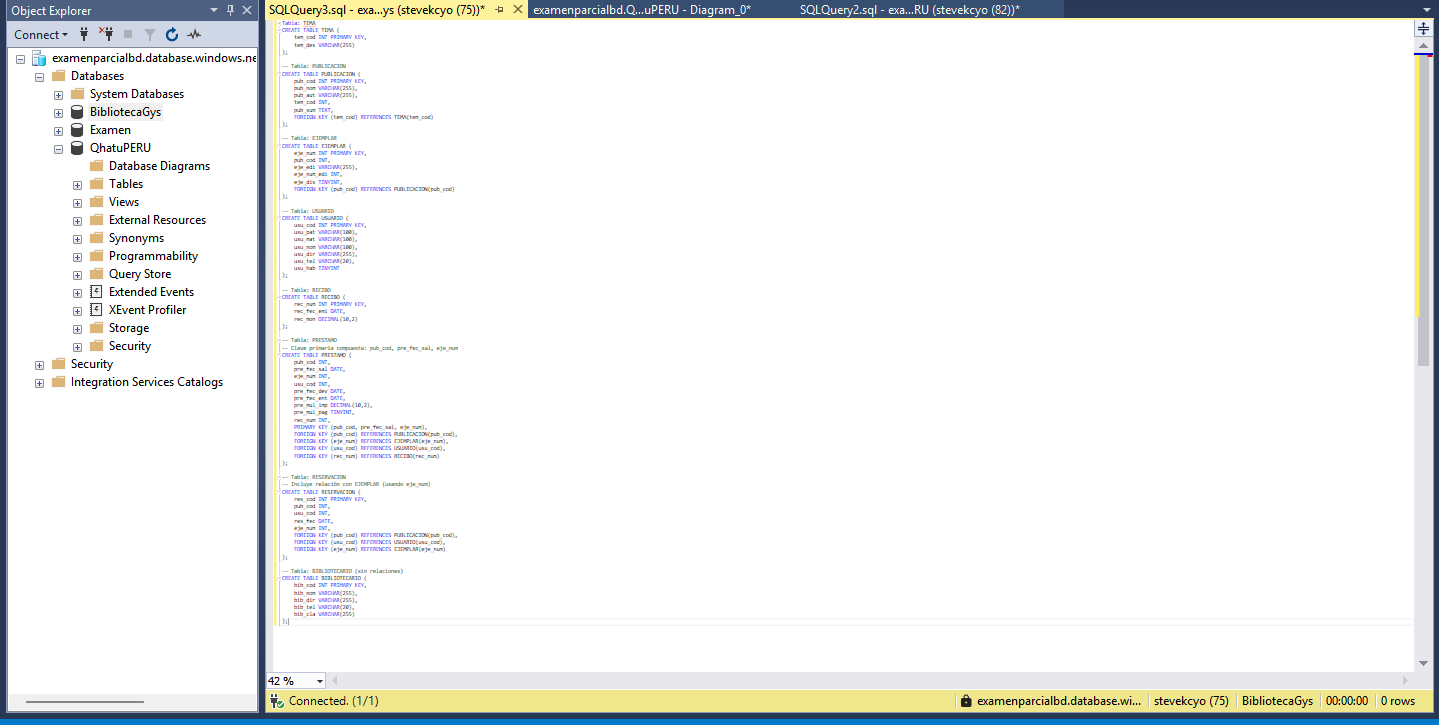 Object Explorer
Connect
examenparcialbd.database.windows.ne
Databases
System Databases
BibliotecaGys
Examen
QhatuPERU
Database Diagrams
Tables
Views
External Resources
Synonyms
Programmability
Query Store
Extended Events
XEvent Profiler
Storage
Security
Security
Integration Services Catalogs
SQLQuery3.sql - exa...ys (stevekcyo (75))*
examenparcialbd.Q...uPERU - Diagram_0*
SQLQuery2.sql - exa...RU (stevekcyo (82))*
- Tabla: TEMA
CREATE TABLE TEMA (
tem_cod INT PRIMARY KEY,
tem_des VARCHAR(255)
);
-- Tabla: PUBLICACION
CREATE TABLE PUBLICACION (
pub_cod INT PRIMARY KEY,
pub_nom VARCHAR(255),
pub_aut VARCHAR(255),
tem_cod INT,
pub_sum TEXT,
FOREIGN KEY (tem_cod) REFERENCES TEMA(tem_cod)
);
-- Tabla: EJEMPLAR
CREATE TABLE EJEMPLAR (
eje_num INT PRIMARY KEY,
pub_cod INT,
eje_edi VARCHAR(255),
eje_num_edi INT,
eje_dis TINYINT,
FOREIGN KEY (pub_cod) REFERENCES PUBLICACION(pub_cod)
);
-- Tabla: USUARIO
CREATE TABLE USUARIO (
usu_cod INT PRIMARY KEY,
usu_pat VARCHAR(100),
usu_mat VARCHAR(100),
usu_nom VARCHAR(100),
usu_dir VARCHAR(255),
usu_tel VARCHAR(20),
usu_hab TINYINT
);
-- Tabla: RECIBO
CREATE TABLE RECIBO (
rec_num INT PRIMARY KEY,
rec_fec_emi DATE,
rec_mon DECIMAL(10,2)
);
-- Tabla: PRESTAMO
-- Clave primaria compuesta: pub_cod, pre_fec_sal, eje_num
CREATE TABLE PRESTAMO (
pub_cod INT,
pre_fec_sal DATE,
eje_num INT,
usu_cod INT,
pre_fec_dev DATE,
pre_fec_ent DATE,
pre_mul_imp DECIMAL(10,2),
pre_mul_pag TINYINT,
rec_num INT,
PRIMARY KEY (pub_cod, pre_fec_sal, eje_num),
FOREIGN KEY (pub_cod) REFERENCES PUBLICACION(pub_cod),
FOREIGN KEY (eje_num) REFERENCES EJEMPLAR(eje_num),
FOREIGN KEY (usu_cod) REFERENCES USUARIO(usu_cod),
FOREIGN KEY (rec_num) REFERENCES RECIBO(rec_num)
);
-- Tabla: RESERVACION
-- Incluye relación con EJEMPLAR (usando eje_num)
CREATE TABLE RESERVACION (
res_cod INT PRIMARY KEY,
pub_cod INT,
usu_cod INT,
res_fec DATE,
eje_num INT,
FOREIGN KEY (pub_cod) REFERENCES PUBLICACION(pub_cod),
FOREIGN KEY (usu_cod) REFERENCES USUARIO(usu_cod),
FOREIGN KEY (eje_num) REFERENCES EJEMPLAR(eje_num)
);
-- Tabla: BIBLIOTECARIO (sin relaciones)
CREATE TABLE BIBLIOTECARIO (
bib_cod INT PRIMARY KEY,
bib_nom VARCHAR(255),
bib_dir VARCHAR(255),
bib_tel VARCHAR(20),
bib_cla VARCHAR(255)
);
42 %
Connected. (1/1)
examenparcialbd.database.wi...
stevekcyo (75)
BibliotecaGys
00:00:00
0 rows